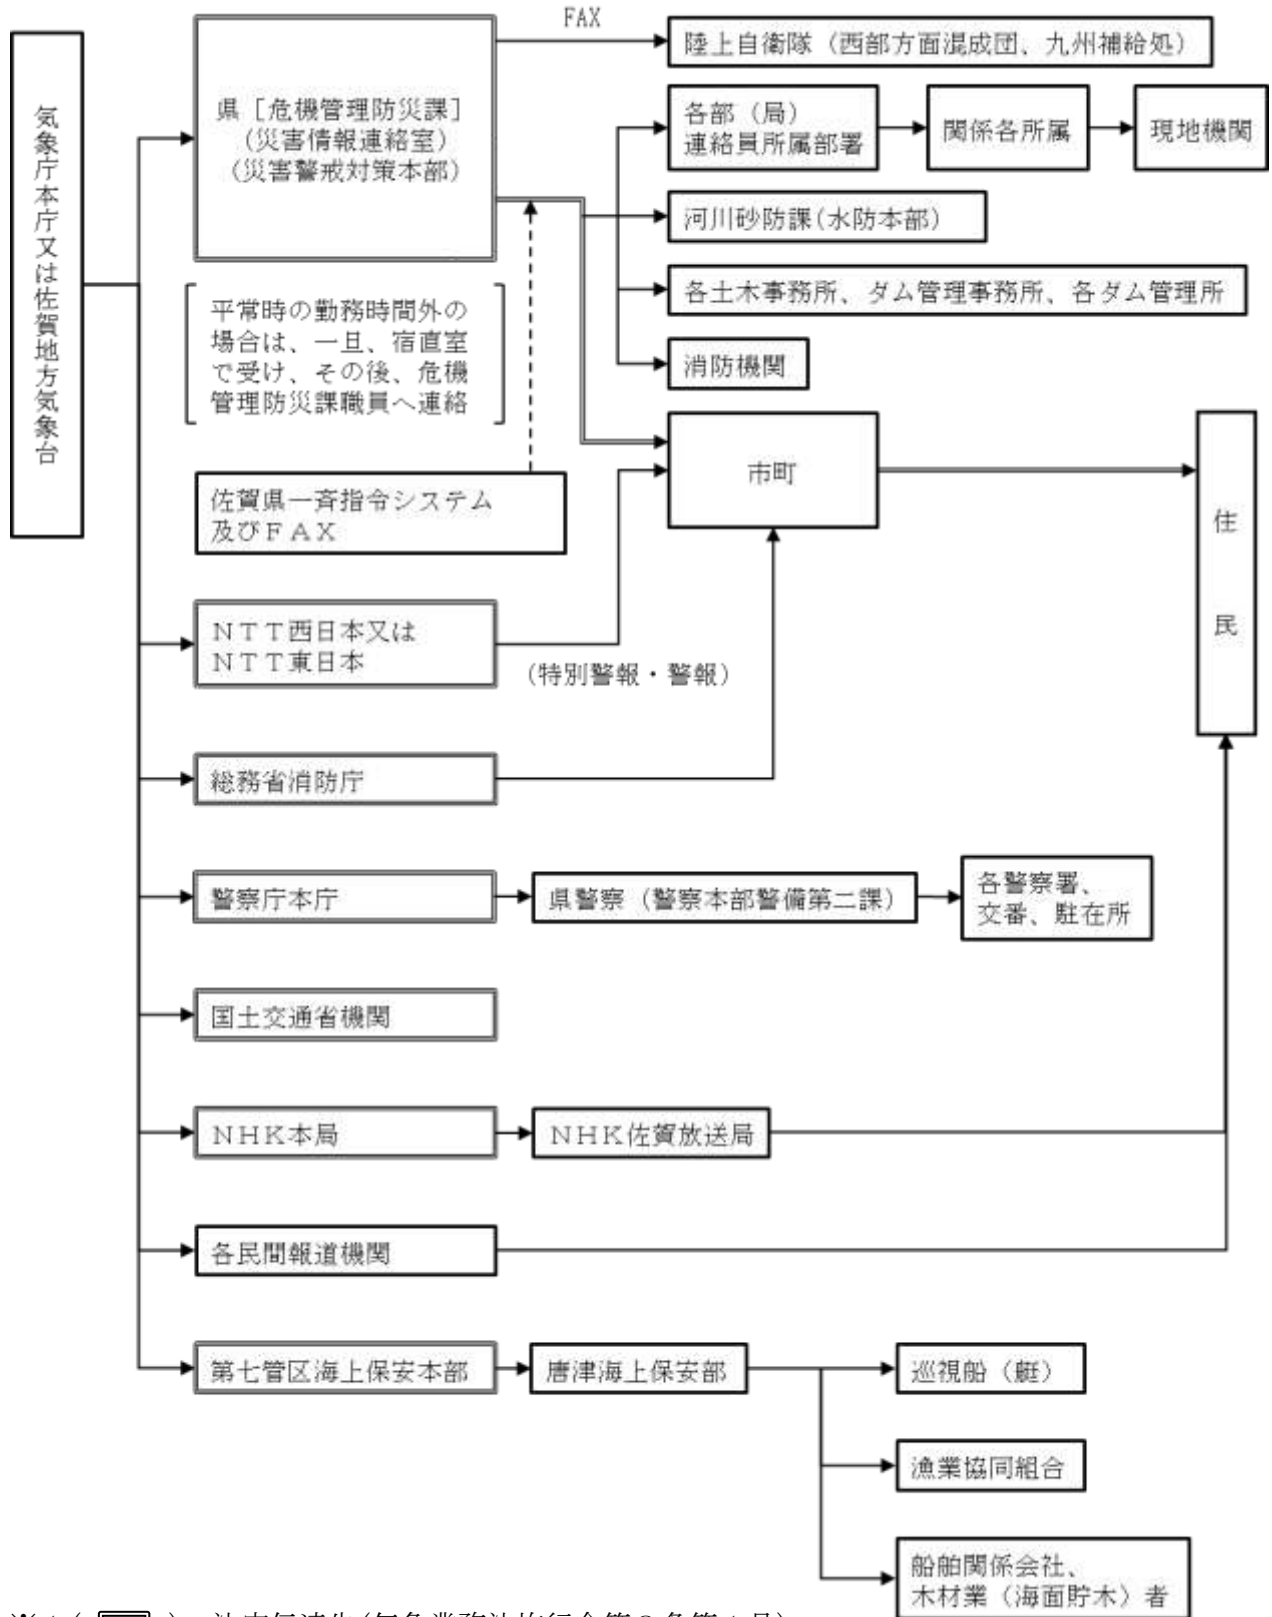 気象庁本庁又は佐賀地方気象台
県［危機管理防災課］
（災害情報連絡室）
（災害警戒対策本部）
FAX
陸上自衛隊（西部方面混成団、九州補給処）
各部（局）
連絡員所属部署
関係各所属
現地機関
河川砂防課（水防本部）
各土木事務所、ダム管理事務所、各ダム管理所
消防機関
平常時の勤務時間外の
場合は、一旦、宿直室
で受け、その後、危機
管理防災課職員へ連絡
市町
住民
佐賀県一斉指令システム
及びＦＡＸ
ＮＴＴ西日本又は
ＮＴＴ東日本
（特別警報・警報）
総務省消防庁
警察庁本庁
県警察（警察本部警備第二課）
各警察署、
交番、駐在所
国土交通省機関
ＮＨＫ本局
ＮＨＫ佐賀放送局
各民間報道機関
第七管区海上保安本部
唐津海上保安部
巡視船（艇）
漁業協同組合
船舶関係会社、
木材業（海面貯木）者